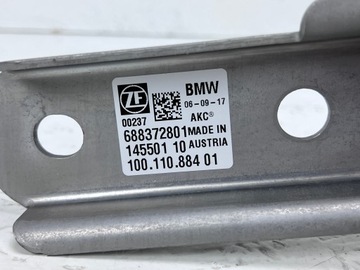 ZF BMW
06-09-17
00237 AKC®
688372801 MADE IN
145501 10 AUSTRIA
100.110.884 01